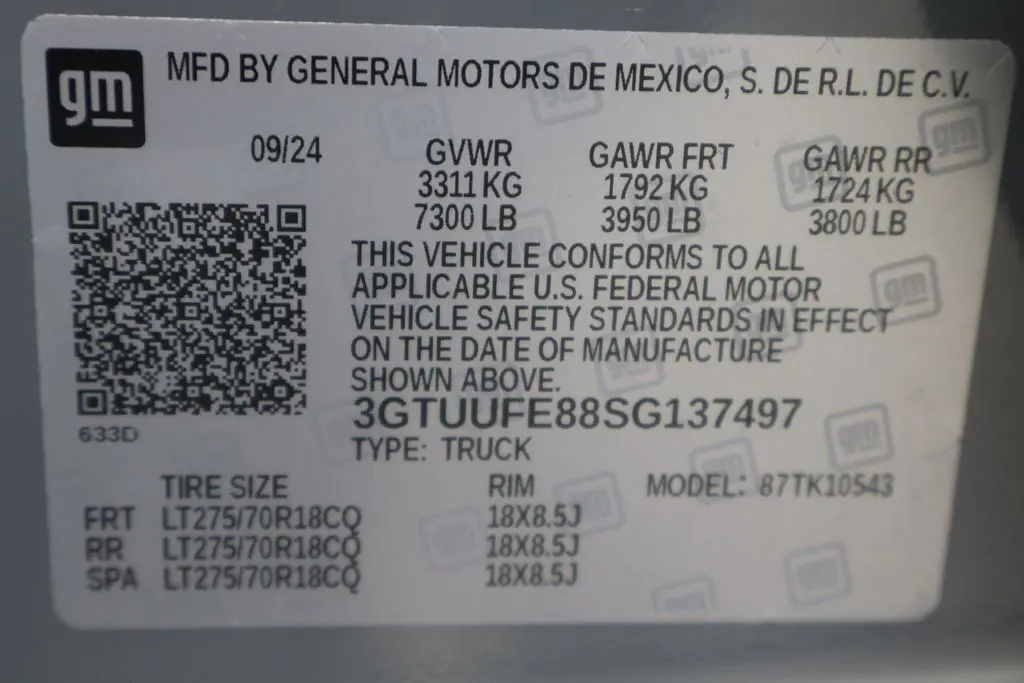 gm MFD BY GENERAL MOTORS DE MEXICO, S. DE R.L. DE C.V.
09/24 GVWR GAWR FRT GAWR RR
3311 KG 1792 KG 1724 KG
7300 LB 3950 LB 3800 LB
THIS VEHICLE CONFORMS TO ALL
APPLICABLE U.S. FEDERAL MOTOR
VEHICLE SAFETY STANDARDS IN EFFECT
ON THE DATE OF MANUFACTURE
SHOWN ABOVE.
3GTUUFE88SG137497
633D
TYPE: TRUCK
TIRE SIZE RIM MODEL: 87TK10543
FRT LT275/70R18CQ 18X8.5J
RR LT275/70R18CQ 18X8.5J
SPA LT275/70R18CQ 18X8.5J